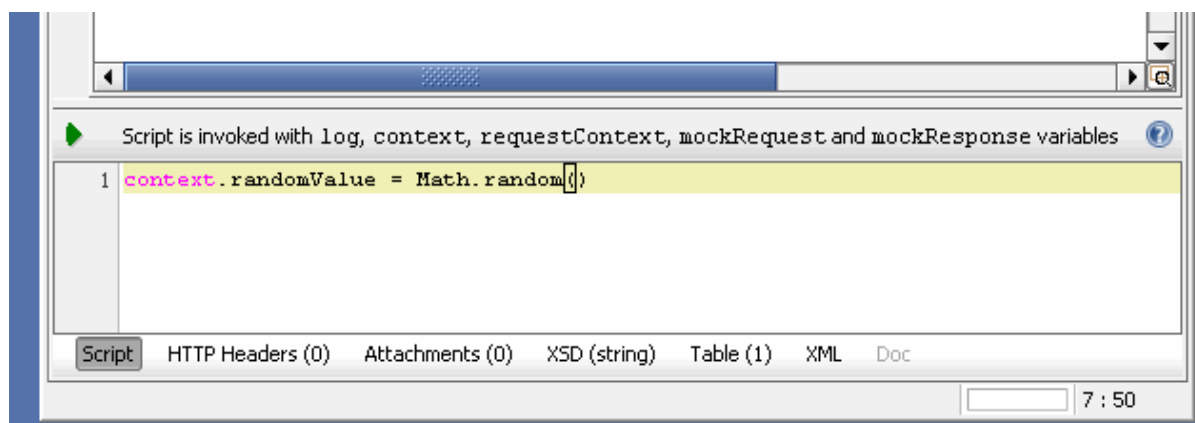 Script is invoked with log, context, requestContext, mockRequest and mockResponse variables
1 context.randomValue = Math.random()
Script HTTP Headers (0) Attachments (0) XSD (string) Table (1) XML Doc
7 : 50